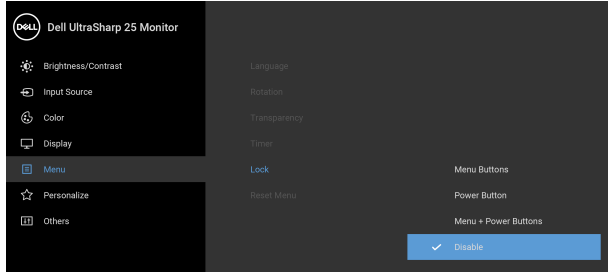 DELL Dell UltraSharp 25 Monitor
Brightness/Contrast
Language
Input Source
Rotation
Color
Transparency
Display
Timer
Menu
Lock
Menu Buttons
Personalize
Reset Menu
Power Button
Others
Menu + Power Buttons
Disable